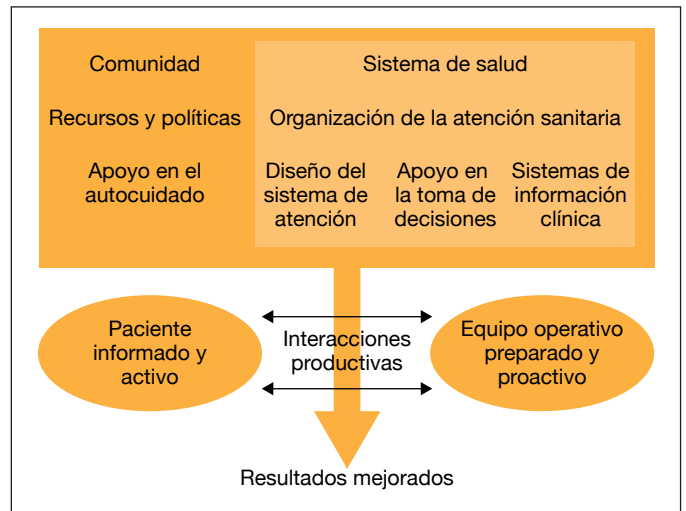 Comunidad
Sistema de salud
Recursos y políticas
Organización de la atención sanitaria
Apoyo en el
autocuidado
Diseño del
sistema de
atención
Apoyo en
la toma de
decisiones
Sistemas de
información
clínica
Paciente
informado y
activo
Interacciones
productivas
Equipo operativo
preparado y
proactivo
Resultados mejorados